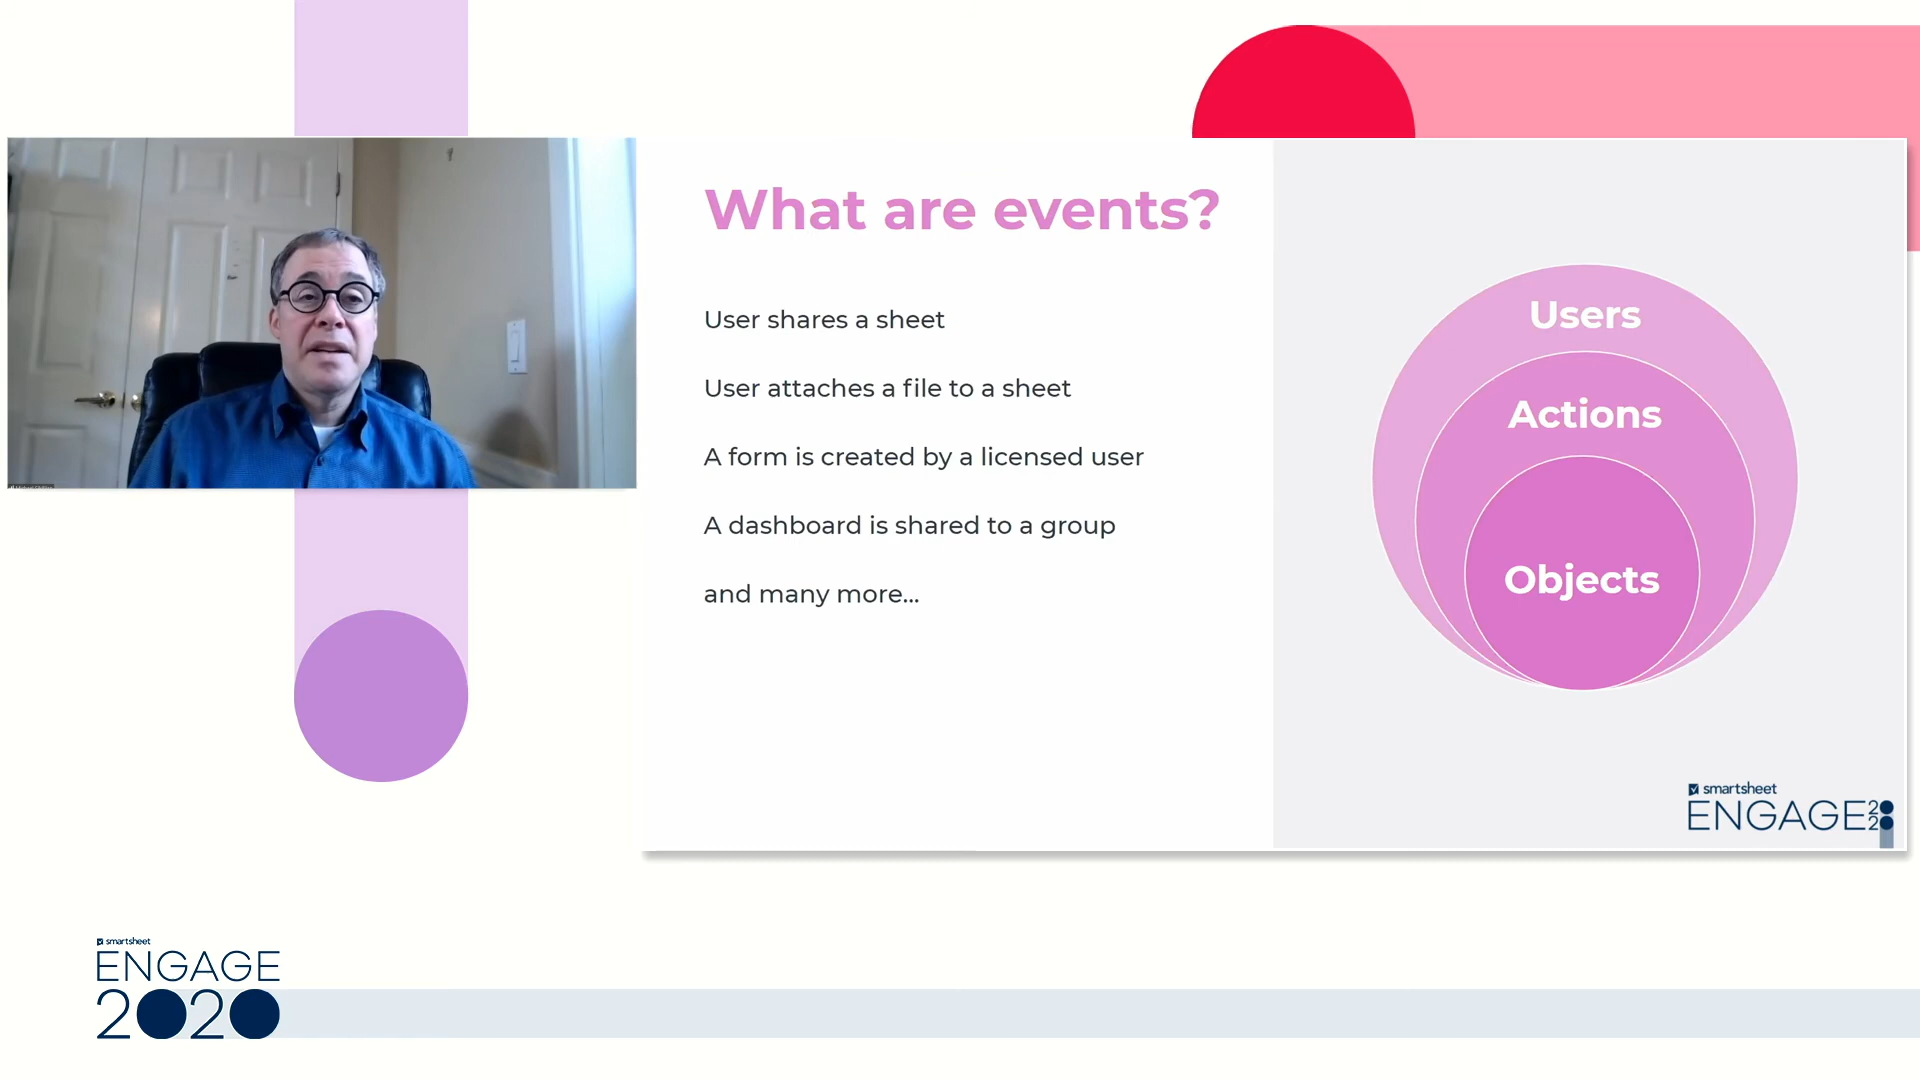 What are events?
User shares a sheet
User attaches a file to a sheet
A form is created by a licensed user
A dashboard is shared to a group
and many more...
Users
Actions
Objects
smartsheet
ENGAGE 2020
smartsheet
ENGAGE
2020